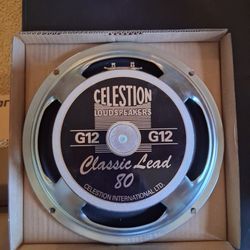 CELESTION
LOUDSPEAKERS
G12 G12
Classic Lead
80
CELESTION INTERNATIONAL LTD.